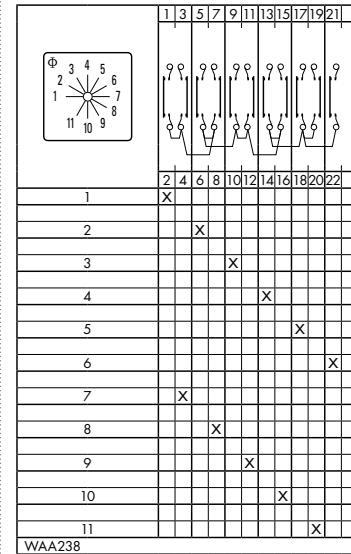 1 3 5 7 9 11 13 15 17 19 21
Φ
3 4 5
2 6
1 7
8
11 10 9
2 4 6 8 10 12 14 16 18 20 22
1 X
2 X
3 X
4 X
5 X
6 X
7 X
8 X
9 X
10 X
11 X
WAA238